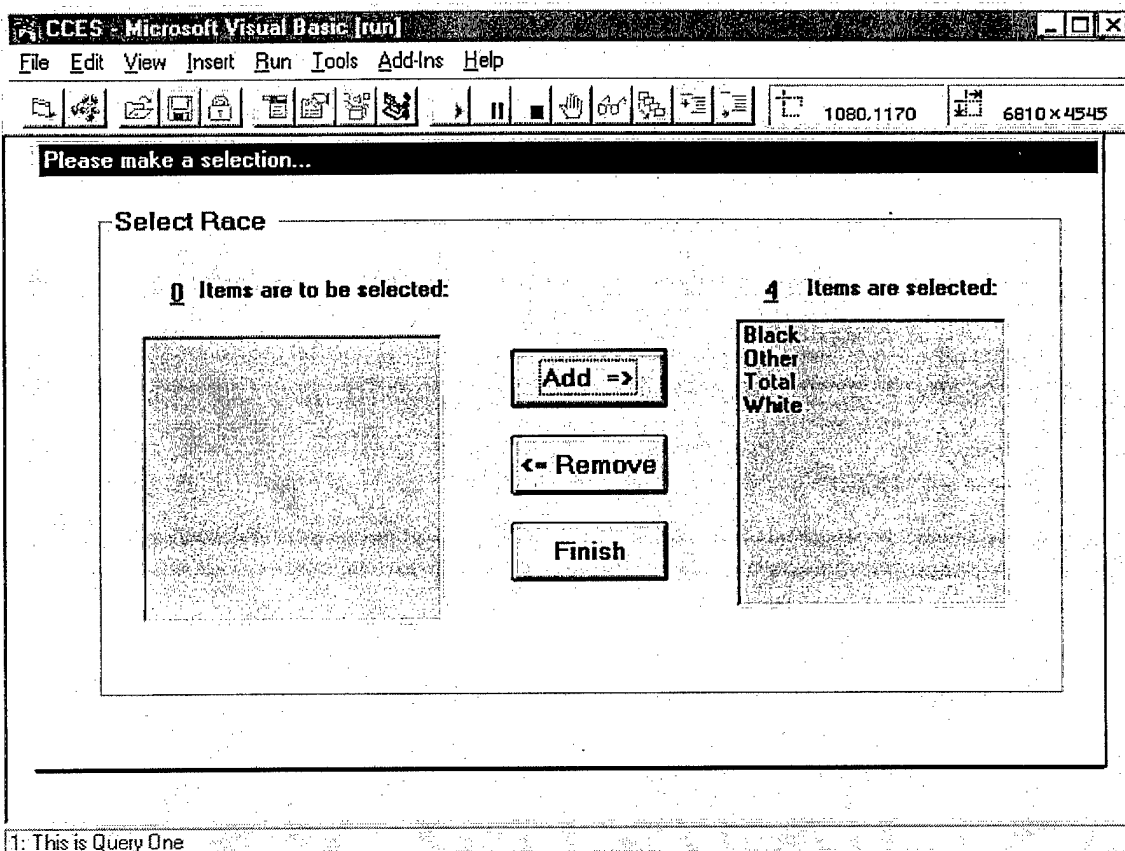 CCES - Microsoft Visual Basic [run]
File Edit View Insert Run Tools Add-Ins Help
1080,1170 6810 × 4545
Please make a selection...
Select Race
0 Items are to be selected:
4 Items are selected:
Black
Other
Total
White
Add =>
<= Remove
Finish
1: This is Query One